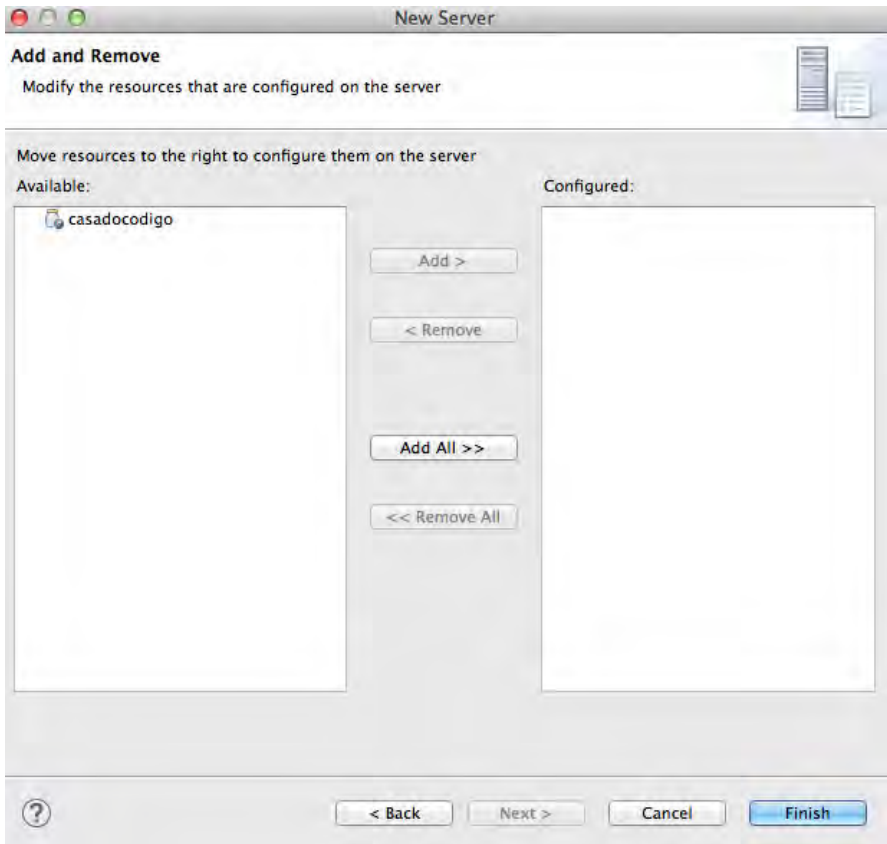 New Server
Add and Remove
Modify the resources that are configured on the server
Move resources to the right to configure them on the server
Available:
Configured:
casadocodigo
Add >
< Remove
Add All >>
<< Remove All
?
< Back
Next >
Cancel
Finish